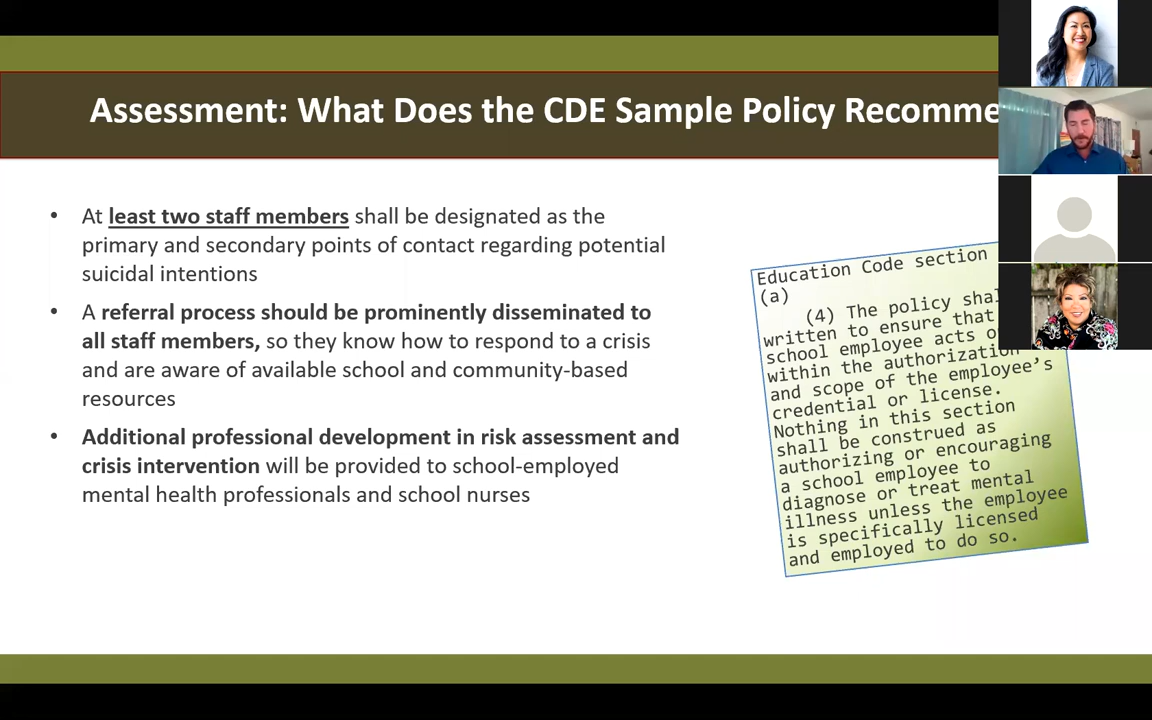 Assessment: What Does the CDE Sample Policy
• At least two staff members shall be designated as the
primary and secondary points of contact regarding potential
suicidal intentions
• A referral process should be prominently disseminated to
all staff members, so they know how to respond to a crisis
and are aware of available school and community-based
resources
• Additional professional development in risk assessment and
crisis intervention will be provided to school-employed
mental health professionals and school nurses
Education Code section
(a)
(4) The policy
written to ensure that
school employee acts
within the authorization
and scope of the employee’s
credential or license.
Nothing in this section
shall be construed as
authorizing or encouraging
a school employee to
diagnose or treat mental
illness unless the employee
is specifically licensed
and employed to do so.